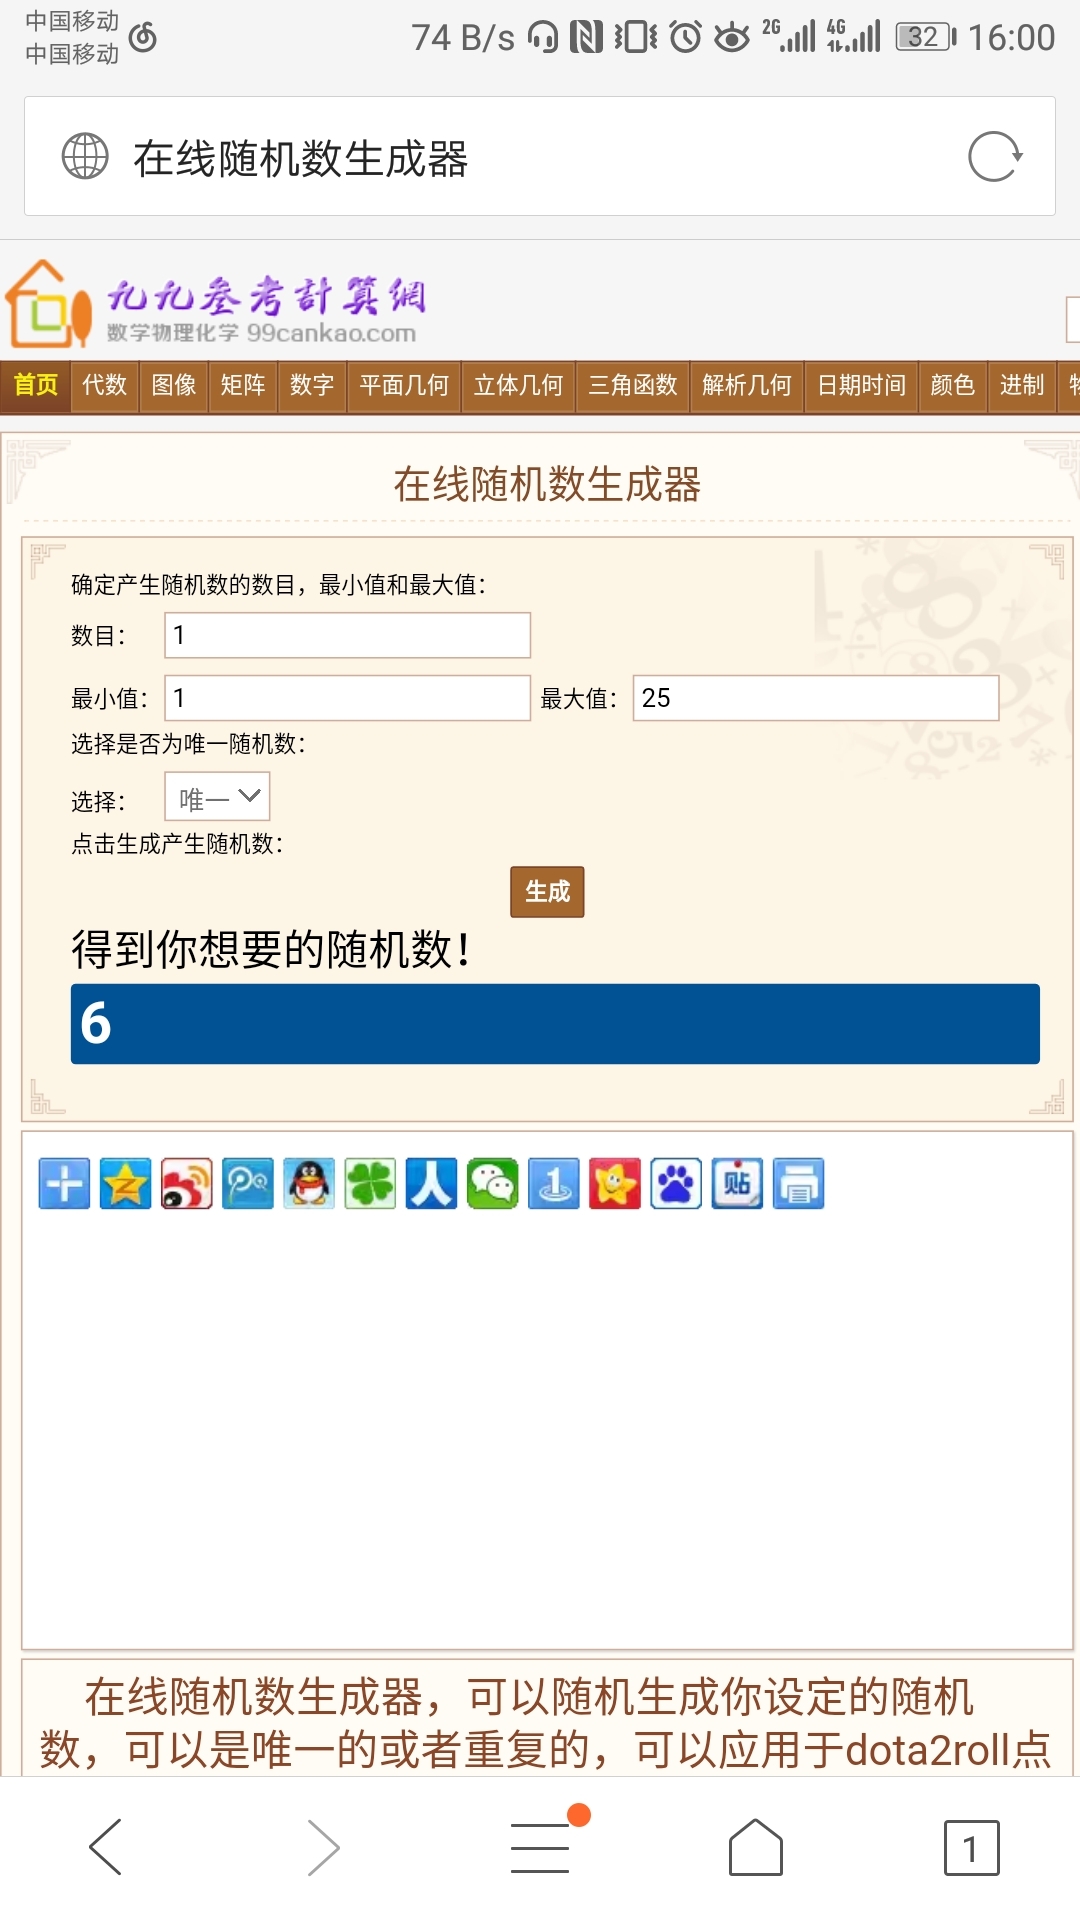 中国移动
中国移动
74 B/s 2G 4G 32 16:00
在线随机数生成器
九九叁考計算網
数学物理化学 99cankao.com
首页 代数 图像 矩阵 数字 平面几何 立体几何 三角函数 解析几何 日期时间 颜色 进制
在线随机数生成器
确定产生随机数的数目，最小值和最大值：
数目： 1
最小值： 1 最大值： 25
选择是否为唯一随机数：
选择： 唯一
点击生成产生随机数：
生成
得到你想要的随机数！
6
在线随机数生成器，可以随机生成你设定的随机
数，可以是唯一的或者重复的，可以应用于dota2roll点
1